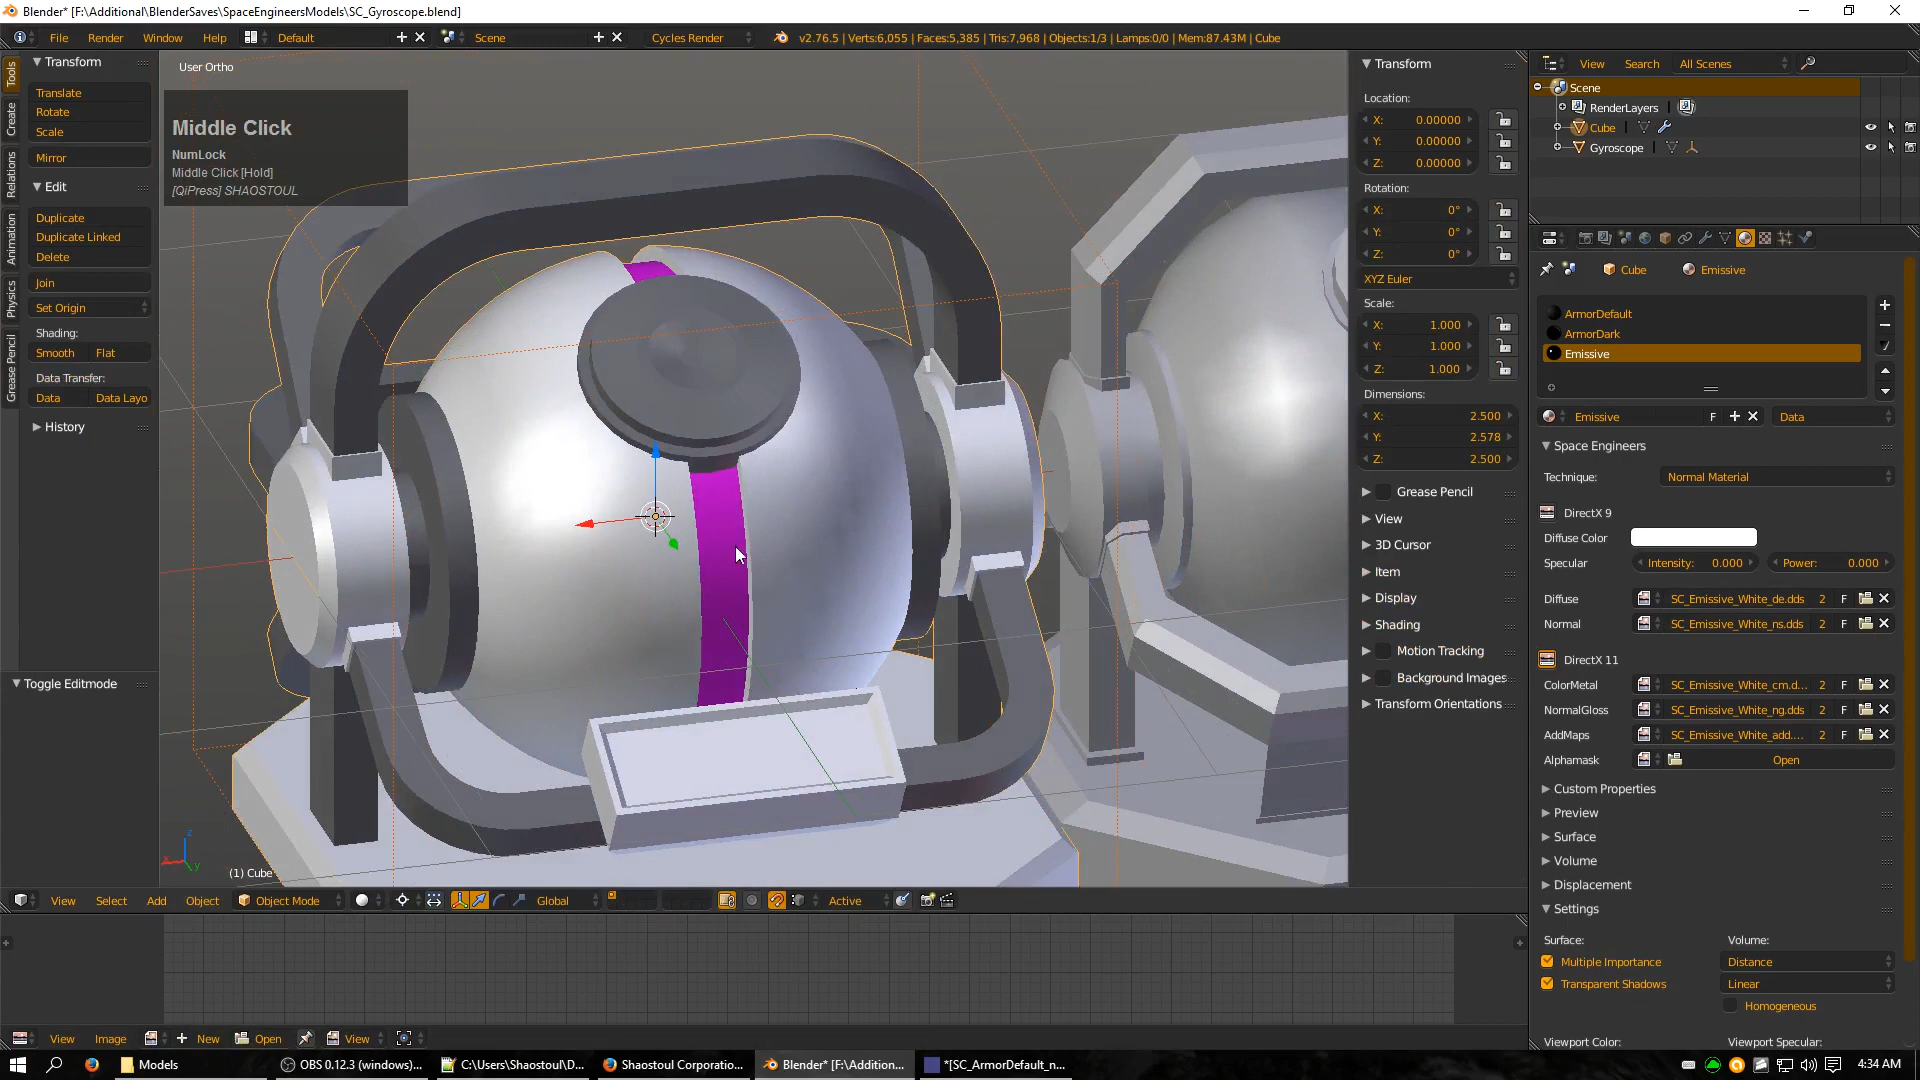 Blender* [F:\Additional\BlenderSaves\SpaceEngineersModels\SC_Gyroscope.blend]
File Render Window Help Default Scene Cycles Render v2.76.5 | Verts:6,055 | Faces:5,385 | Tris:7,968 | Objects:1/3 | Lamps:0/0 | Mem:87.43M | Cube
Tools
Create
Relations
Animation
Physics
Grease Pencil
Transform
Translate
Rotate
Scale
Mirror
Edit
Duplicate
Duplicate Linked
Delete
Join
Set Origin
Shading:
Smooth Flat
Data Transfer:
Data Data Layo
History
Toggle Editmode
User Ortho
Middle Click
NumLock
Middle Click [Hold]
[QiPress] SHAOSTOUL
(1) Cube
Transform
Location:
X: 0.00000
Y: 0.00000
Z: 0.00000
Rotation:
X: 0°
Y: 0°
Z: 0°
XYZ Euler
Scale:
X: 1.000
Y: 1.000
Z: 1.000
Dimensions:
X: 2.500
Y: 2.578
Z: 2.500
Grease Pencil
View
3D Cursor
Item
Display
Shading
Motion Tracking
Background Images
Transform Orientations
View Search All Scenes
Scene
RenderLayers
Cube
Gyroscope
Cube Emissive
ArmorDefault
ArmorDark
Emissive
Emissive F Data
Space Engineers
Technique: Normal Material
DirectX 9
Diffuse Color
Specular Intensity: 0.000 Power: 0.000
Diffuse SC_Emissive_White_de.dds 2 F
Normal SC_Emissive_White_ns.dds 2 F
DirectX 11
ColorMetal SC_Emissive_White_cm.d... 2 F
NormalGloss SC_Emissive_White_ng.dds 2 F
AddMaps SC_Emissive_White_add.... 2 F
Alphamask Open
Custom Properties
Preview
Surface
Volume
Displacement
Settings
Surface: Volume:
Multiple Importance Distance
Transparent Shadows Linear
Homogeneous
Viewport Color: Viewport Specular:
View Select Add Object Object Mode Global Active
View Image New Open View
Models OBS 0.12.3 (windows)... C:\Users\Shaostoul\D... Shaostoul Corporatio... Blender* [F:\Addition... *[SC_ArmorDefault_n... 4:34 AM